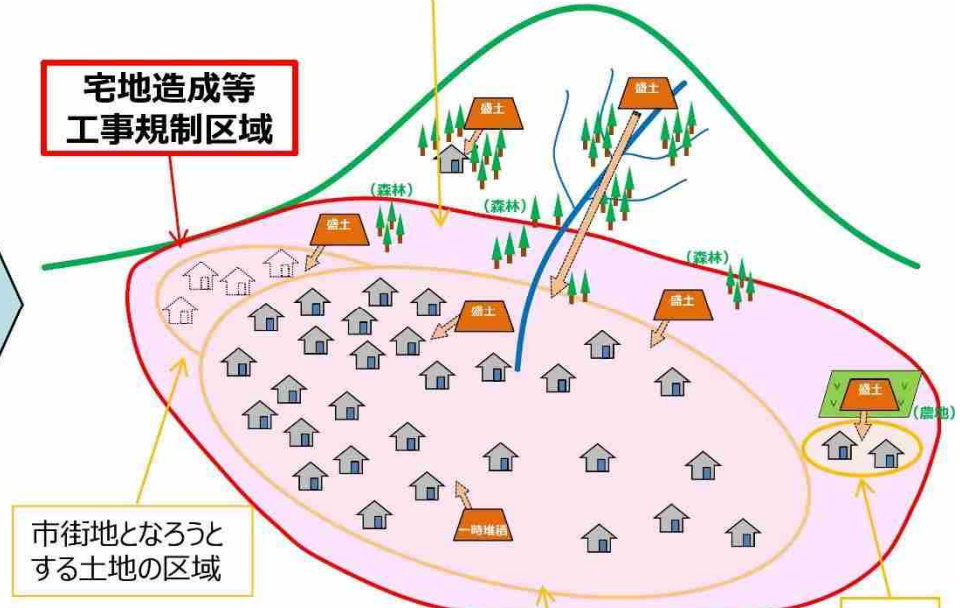 宅地造成等
工事規制区域
盛土
盛土
(森林)
(森林)
盛土
(森林)
盛土
盛土
盛土
(農地)
一時堆積
市街地となろうと
する土地の区域